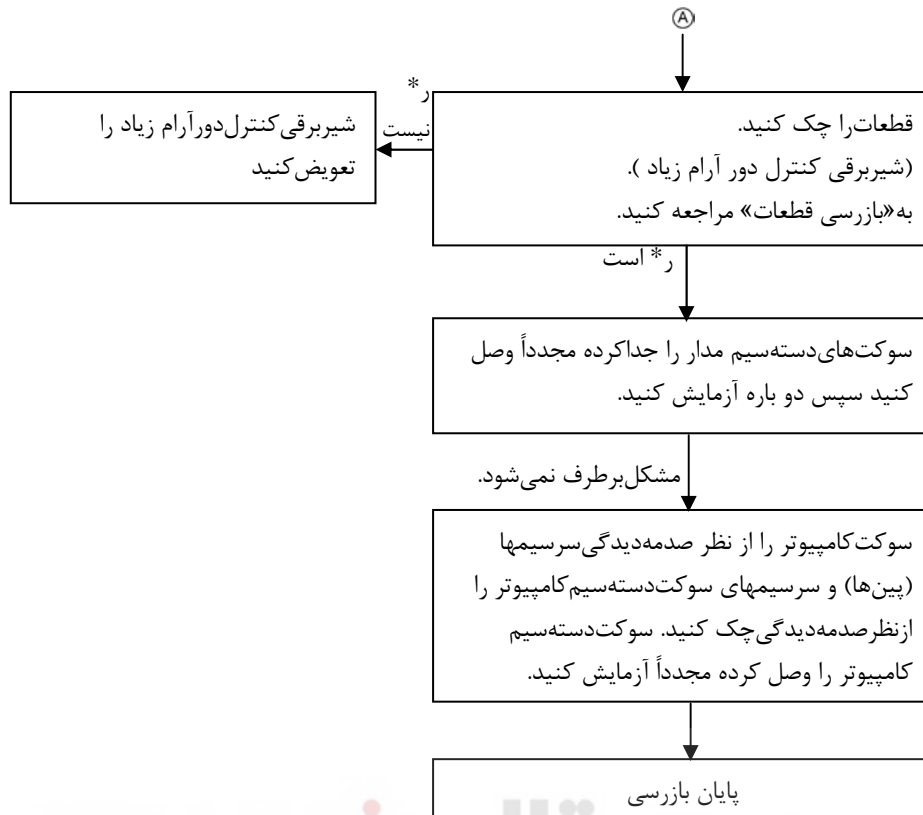 Ⓐ
قطعات‌را چک کنید.
(شیربرقی کنترل دور آرام زیاد ).
به«بازرسی قطعات» مراجعه کنید.
ر*
نیست
شیربرقی‌کنترل‌دورآرام زیاد را
تعویض‌کنید
ر* است
سوکت‌های‌دسته‌سیم مدار را جداکرده مجدداً وصل
کنید سپس دو باره آزمایش کنید.
مشکل‌برطرف نمی‌شود.
سوکت‌کامپیوتر را از نظر صدمه‌دیدگی‌سرسیمها
(پین‌ها) و سرسیمهای سوکت‌دسته‌سیم‌کامپیوتر را
ازنظرصدمه‌دیدگی‌چک کنید. سوکت‌دسته‌سیم
کامپیوتر را وصل کرده مجدداً آزمایش کنید.
پایان بازرسی